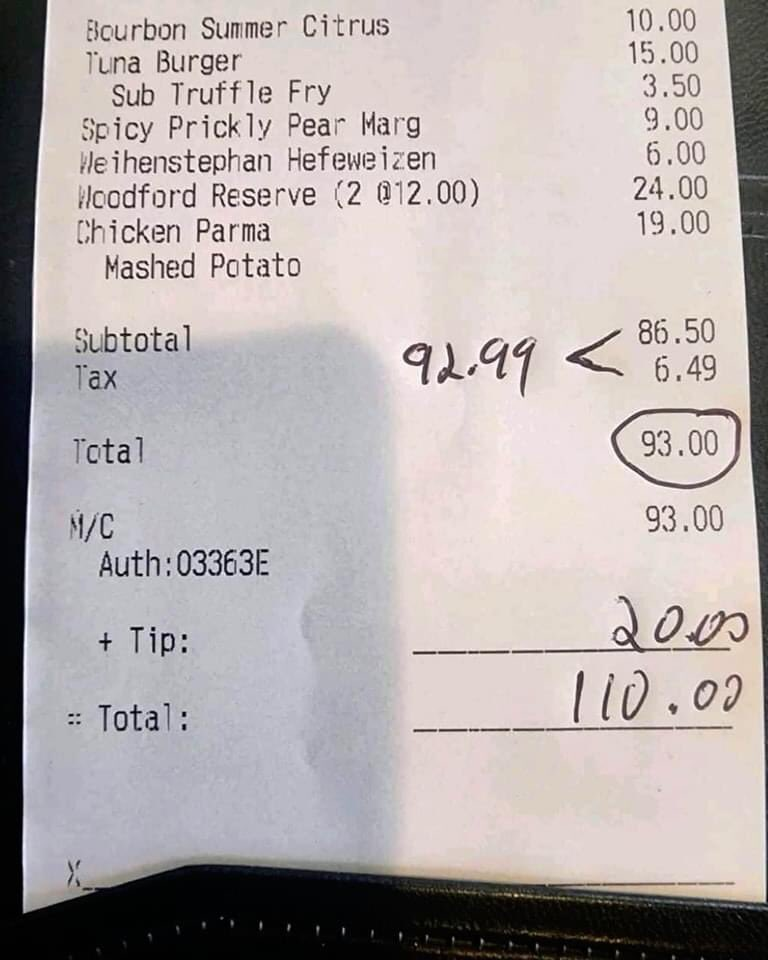 Bourbon Summer Citrus 10.00
Tuna Burger 15.00
Sub Truffle Fry 3.50
Spicy Prickly Pear Marg 9.00
Weihenstephan Hefeweizen 6.00
Woodford Reserve (2 @12.00) 24.00
Chicken Parma 19.00
Mashed Potato
Subtotal 86.50
92.99 <
Tax 6.49
Total 93.00
M/C 93.00
Auth:03363E
+ Tip: 20.00
= Total: 110.00
X